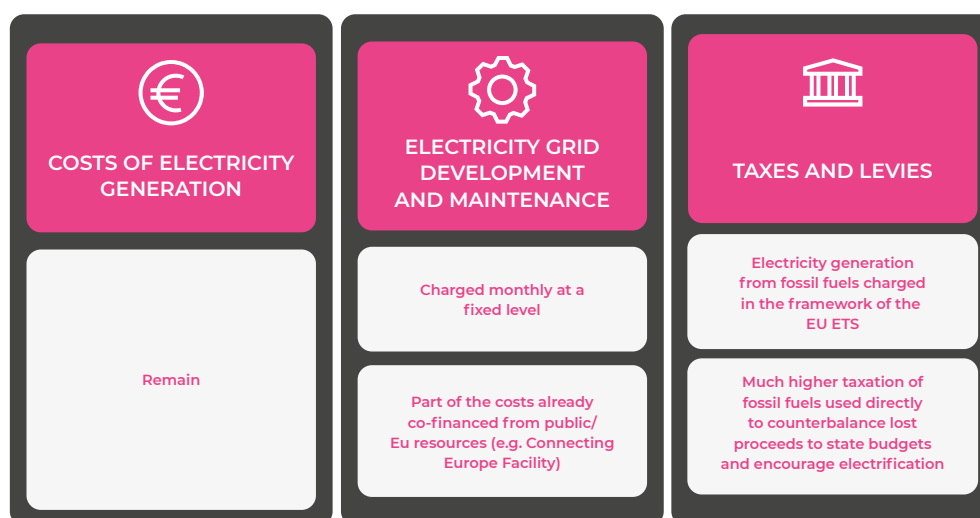 COSTS OF ELECTRICITY
GENERATION
Remain
ELECTRICITY GRID
DEVELOPMENT
AND MAINTENANCE
Charged monthly at a
fixed level
Part of the costs already
co-financed from public/
Eu resources (e.g. Connecting
Europe Facility)
TAXES AND LEVIES
Electricity generation
from fossil fuels charged
in the framework of the
EU ETS
Much higher taxation of
fossil fuels used directly
to counterbalance lost
proceeds to state budgets
and encourage electrification